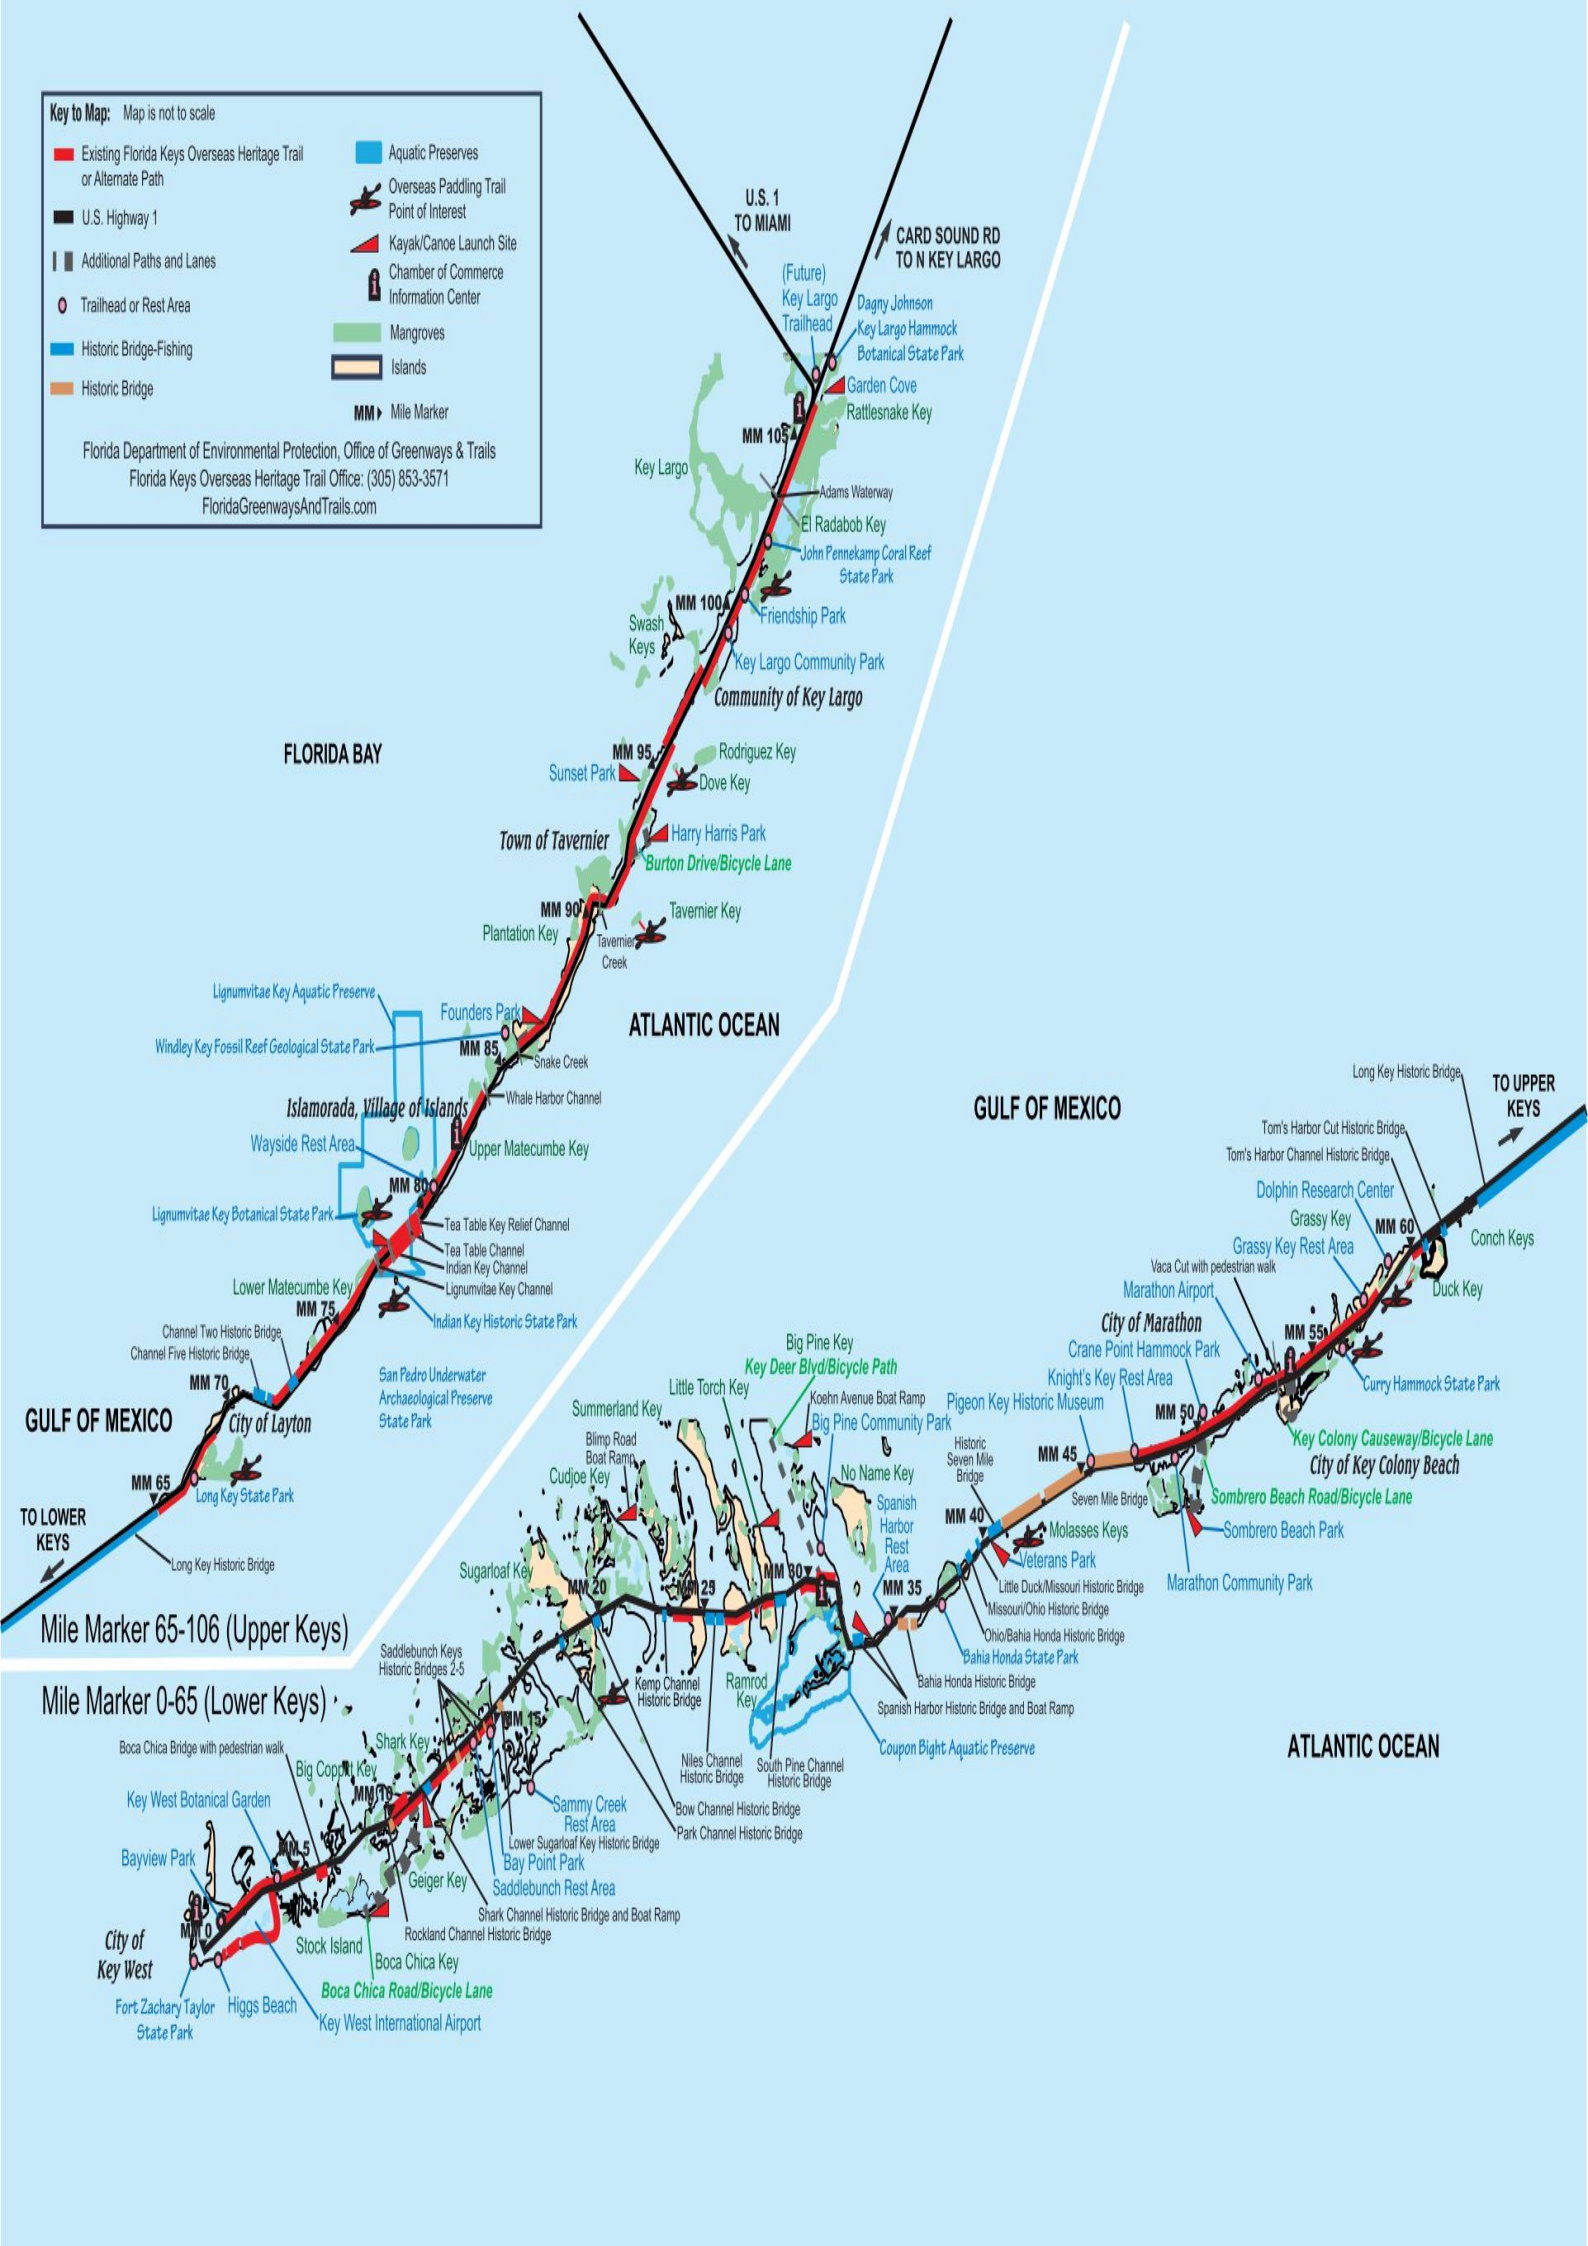 Key to Map: Map is not to scale
Existing Florida Keys Overseas Heritage Trail
or Alternate Path
U.S. Highway 1
Additional Paths and Lanes
Trailhead or Rest Area
Historic Bridge-Fishing
Historic Bridge
Aquatic Preserves
Overseas Paddling Trail
Point of Interest
Kayak/Canoe Launch Site
Chamber of Commerce
Information Center
Mangroves
Islands
MM Mile Marker
Florida Department of Environmental Protection, Office of Greenways & Trails
Florida Keys Overseas Heritage Trail Office: (305) 853-3571
FloridaGreenwaysAndTrails.com
U.S. 1
TO MIAMI
CARD SOUND RD
TO N KEY LARGO
(Future)
Key Largo
Trailhead
Dagny Johnson
Key Largo Hammock
Botanical State Park
Garden Cove
Rattlesnake Key
MM 105
Key Largo
Adams Waterway
El Radabob Key
John Pennekamp Coral Reef
State Park
MM 100
Friendship Park
Swash
Keys
Key Largo Community Park
Community of Key Largo
FLORIDA BAY
MM 95
Rodriguez Key
Sunset Park
Dove Key
Town of Tavernier
Harry Harris Park
Burton Drive/Bicycle Lane
MM 90
Tavernier Key
Plantation Key
Tavernier
Creek
Lignumvitae Key Aquatic Preserve
Founders Park
ATLANTIC OCEAN
Windley Key Fossil Reef Geological State Park
MM 85
Snake Creek
Whale Harbor Channel
Islamorada, Village of Islands
Wayside Rest Area
Upper Matecumbe Key
MM 80
Lignumvitae Key Botanical State Park
Tea Table Key Relief Channel
Tea Table Channel
Indian Key Channel
Lignumvitae Key Channel
Lower Matecumbe Key
MM 75
Indian Key Historic State Park
Channel Two Historic Bridge
Channel Five Historic Bridge
MM 70
San Pedro Underwater
Archaeological Preserve
State Park
GULF OF MEXICO
City of Layton
MM 65
Long Key State Park
TO LOWER
KEYS
Long Key Historic Bridge
Mile Marker 65-106 (Upper Keys)
Mile Marker 0-65 (Lower Keys)
GULF OF MEXICO
Long Key Historic Bridge
TO UPPER
KEYS
Tom's Harbor Cut Historic Bridge
Tom's Harbor Channel Historic Bridge
Dolphin Research Center
Grassy Key
MM 60
Conch Keys
Grassy Key Rest Area
Vaca Cut with pedestrian walk
Duck Key
Marathon Airport
City of Marathon
MM 55
Crane Point Hammock Park
Knight's Key Rest Area
Curry Hammock State Park
Pigeon Key Historic Museum
MM 50
Key Colony Causeway/Bicycle Lane
City of Key Colony Beach
MM 45
Historic
Seven Mile
Bridge
Seven Mile Bridge
Sombrero Beach Road/Bicycle Lane
MM 40
Molasses Keys
Sombrero Beach Park
Veterans Park
Marathon Community Park
Little Duck/Missouri Historic Bridge
Missouri/Ohio Historic Bridge
Ohio/Bahia Honda Historic Bridge
Bahia Honda State Park
Bahia Honda Historic Bridge
Spanish Harbor Historic Bridge and Boat Ramp
Coupon Bight Aquatic Preserve
ATLANTIC OCEAN
Big Pine Key
Key Deer Blvd/Bicycle Path
Little Torch Key
Koehn Avenue Boat Ramp
Big Pine Community Park
Summerland Key
Blimp Road
Boat Ramp
Cudjoe Key
No Name Key
Spanish
Harbor
Rest
Area
MM 35
MM 30
Sugarloaf Key
MM 20
MM 25
Saddlebunch Keys
Historic Bridges 2-5
Kemp Channel
Historic Bridge
Ramrod
Key
MM 15
Niles Channel
Historic Bridge
South Pine Channel
Historic Bridge
Shark Key
Boca Chica Bridge with pedestrian walk
Big Coppitt Key
MM 10
Key West Botanical Garden
Sammy Creek
Rest Area
Bow Channel Historic Bridge
Park Channel Historic Bridge
Lower Sugarloaf Key Historic Bridge
Bay Point Park
Saddlebunch Rest Area
Bayview Park
MM 5
Geiger Key
Shark Channel Historic Bridge and Boat Ramp
Rockland Channel Historic Bridge
MM 0
City of
Key West
Stock Island
Boca Chica Key
Boca Chica Road/Bicycle Lane
Fort Zachary Taylor
State Park
Higgs Beach
Key West International Airport